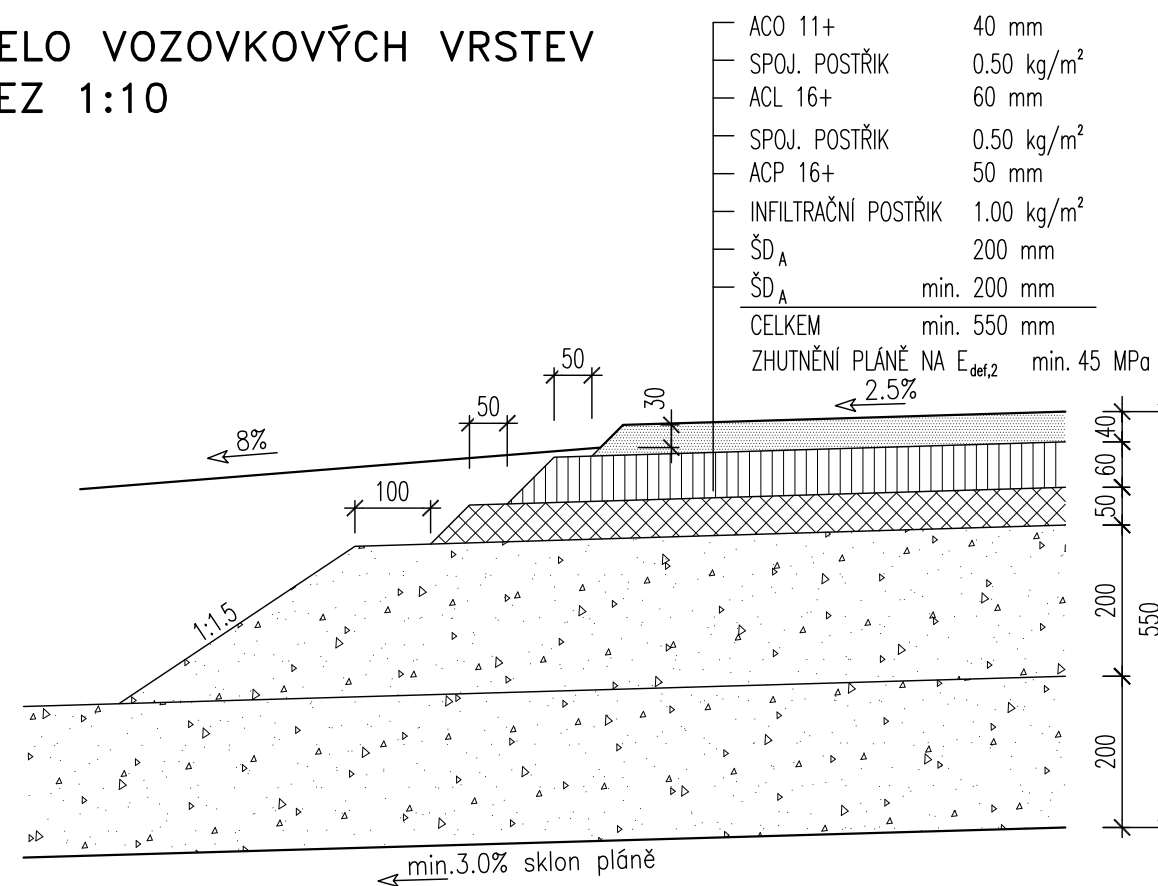 ELO VOZOVKOVÝCH VRSTEV
EZ 1:10
ACO 11+ 40 mm
SPOJ. POSTŘIK 0.50 kg/m²
ACL 16+ 60 mm
SPOJ. POSTŘIK 0.50 kg/m²
ACP 16+ 50 mm
INFILTRAČNÍ POSTŘIK 1.00 kg/m²
ŠD A 200 mm
ŠD A min. 200 mm
CELKEM min. 550 mm
ZHUTNĚNÍ PLÁNĚ NA E def,2 min. 45 MPa
50
2.5%
30
50
8%
40
60
100
50
1:1.5
200
550
200
min.3.0% sklon pláně